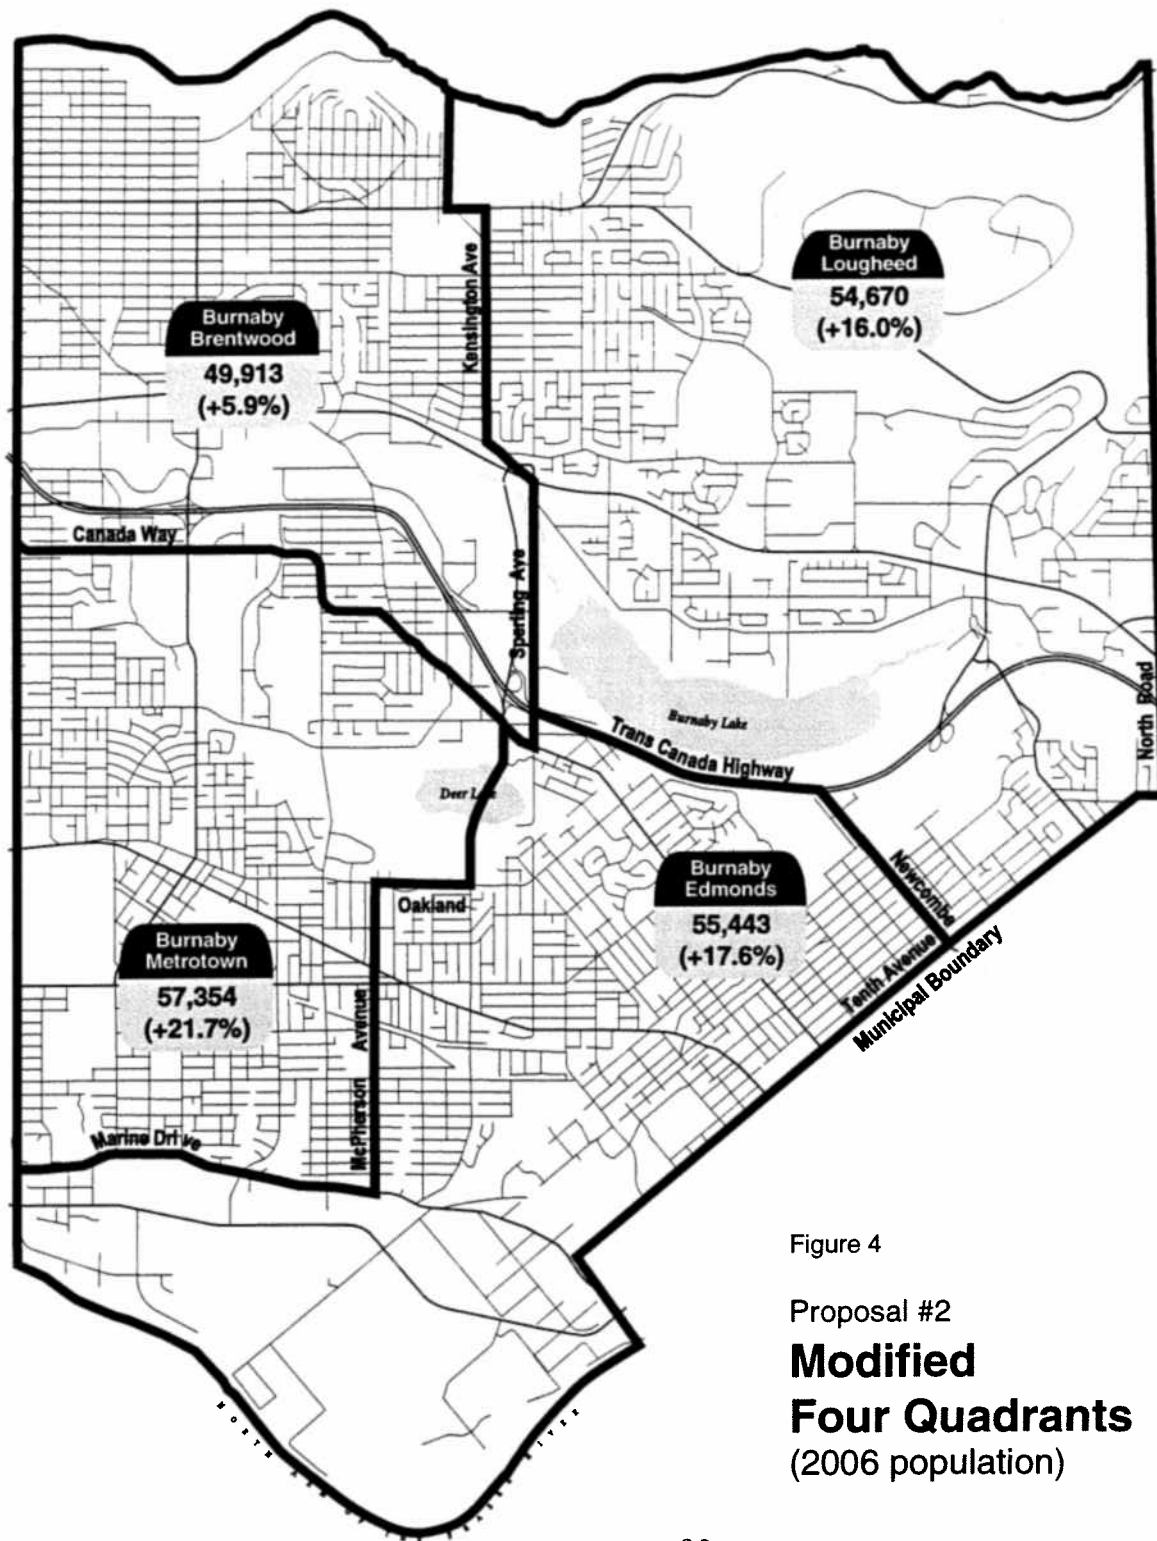 Burnaby
Lougheed
54,670
(+16.0%)
Kensington Ave
Burnaby
Brentwood
49,913
(+5.9%)
Canada Way
Sperling Ave
North Road
Burnaby Lake
Trans Canada Highway
Deer Lake
Newcombe
Burnaby
Edmonds
55,443
(+17.6%)
Oakland
Burnaby
Metrotown
57,354
(+21.7%)
Tenth Avenue
Municipal Boundary
McPherson Avenue
Marine Drive
Figure 4
Proposal #2
Modified
Four Quadrants
(2006 population)
NORTH
RIVER